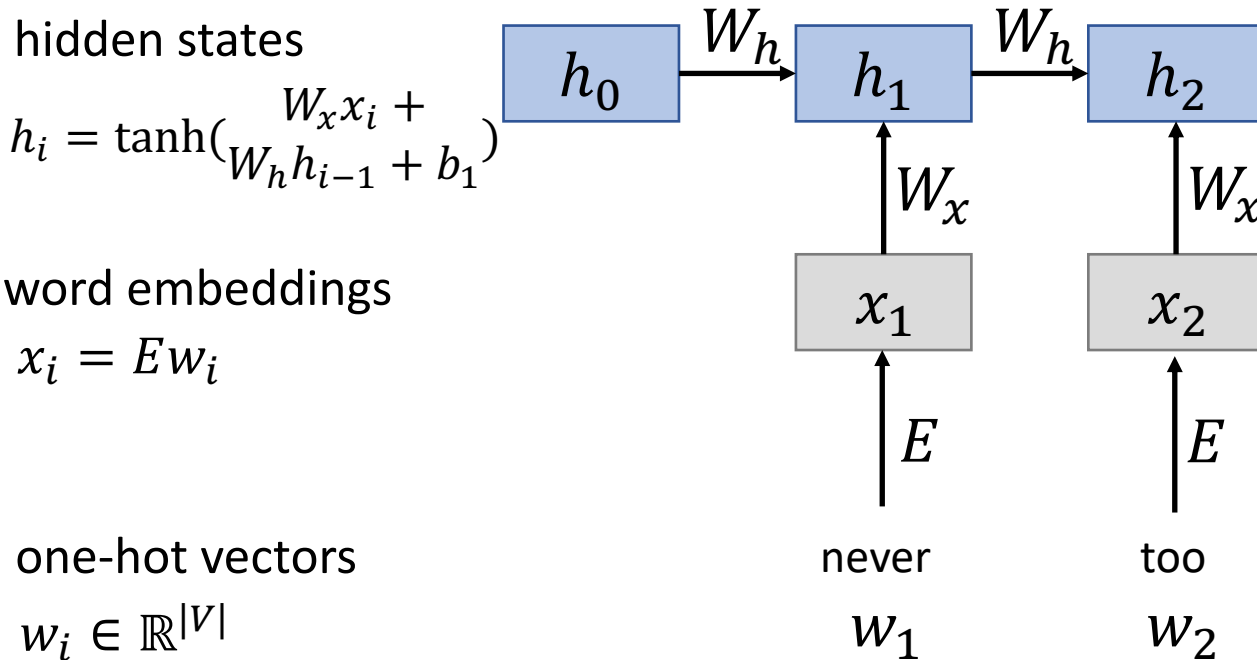 hidden states
h_i = tanh(W_x x_i + W_h h_{i-1} + b_1)
h_0
W_h
h_1
W_h
h_2
W_x
W_x
word embeddings
x_i = Ew_i
x_1
x_2
E
E
one-hot vectors
w_i ∈ ℝ^{|V|}
never
too
w_1
w_2